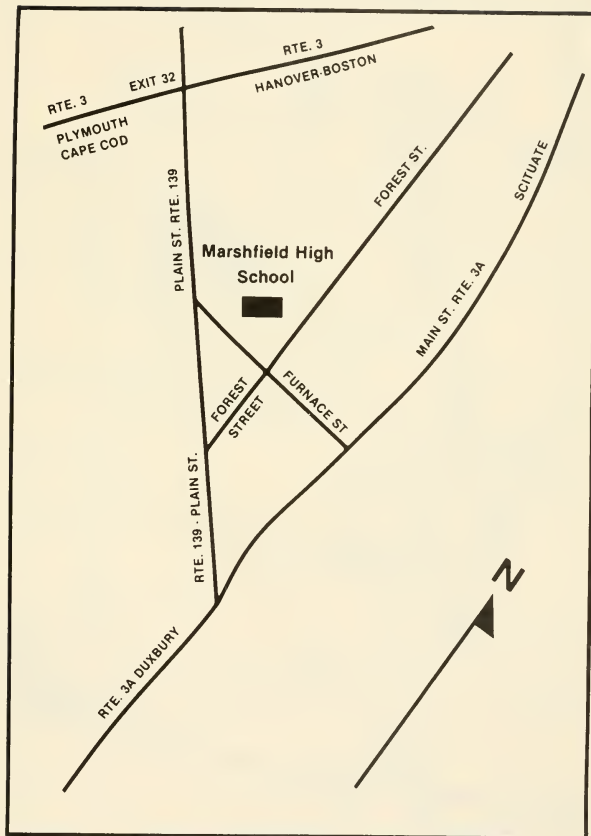 RTE. 3
EXIT 32
RTE. 3
HANOVER-BOSTON
PLYMOUTH
CAPE COD
PLAIN ST. RTE. 139
Marshfield High
School
FOREST ST.
SCITUATE
MAIN ST. RTE. 3A
FOREST
STREET
FURNACE ST
RTE. 139 - PLAIN ST.
RTE. 3A DUXBURY
N